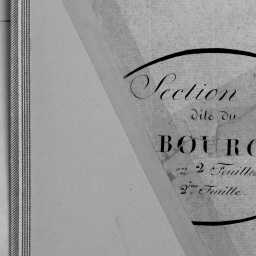 Section
dite du
BOURG
en 2 Feuilles
2me Feuille.